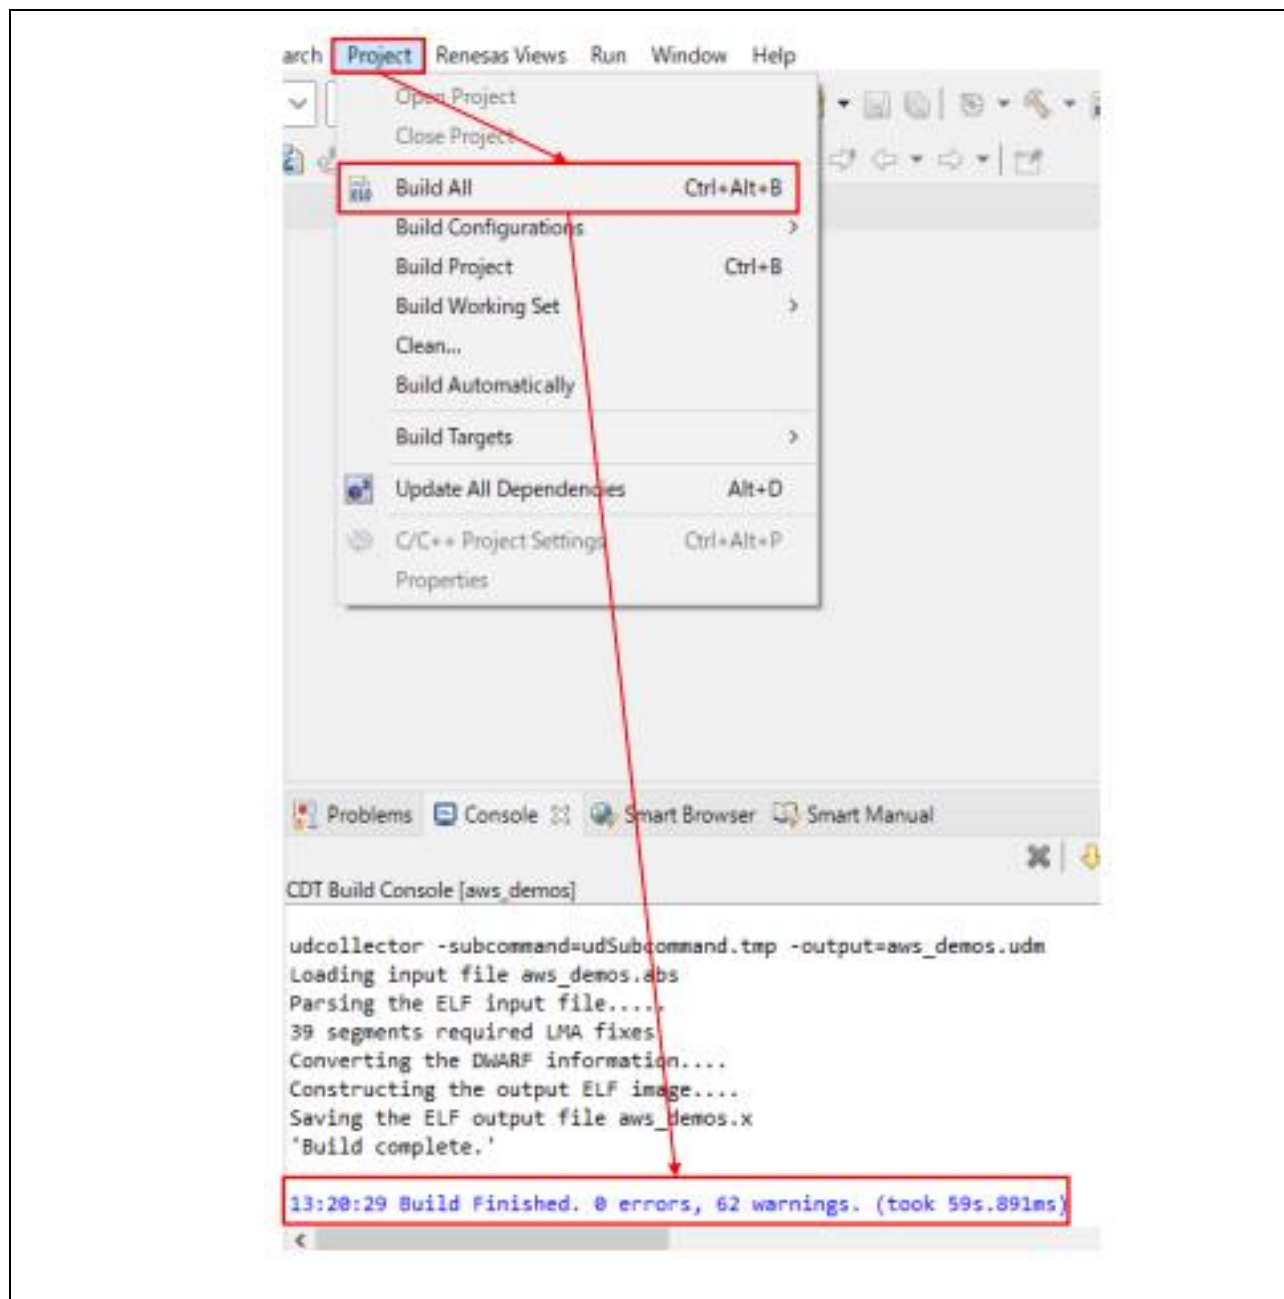 arch Project Renesas Views Run Window Help
Open Project
Close Project
Build All Ctrl+Alt+B
Build Configurations
Build Project Ctrl+B
Build Working Set
Clean...
Build Automatically
Build Targets
Update All Dependencies Alt+D
C/C++ Project Settings Ctrl+Alt+P
Properties
Problems Console Smart Browser Smart Manual
CDT Build Console [aws_demos]
udcollector -subcommand=udSubcommand.tmp -output=aws_demos.udm
Loading input file aws_demos.abs
Parsing the ELF input file.....
39 segments required LMA fixes
Converting the DWARF information....
Constructing the output ELF image....
Saving the ELF output file aws_demos.x
'Build complete.'
13:20:29 Build Finished. 0 errors, 62 warnings. (took 59s.891ms)